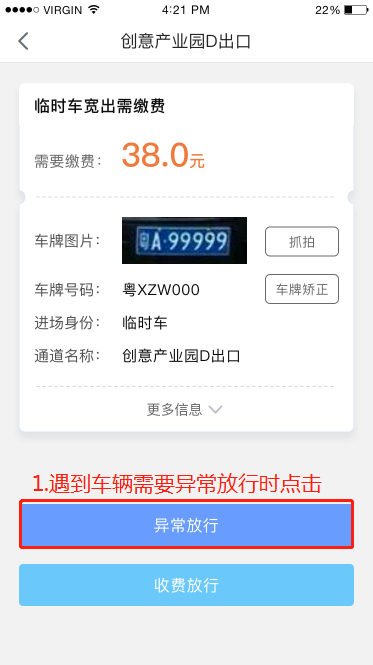 VIRGIN 4:21 PM 22%
创意产业园D出口
临时车宽出需缴费
需要缴费： 38.0元
车牌图片： 粤A·99999 抓拍
车牌号码： 粤XZW000 车牌矫正
进场身份： 临时车
通道名称： 创意产业园D出口
更多信息
1.遇到车辆需要异常放行时点击
异常放行
收费放行